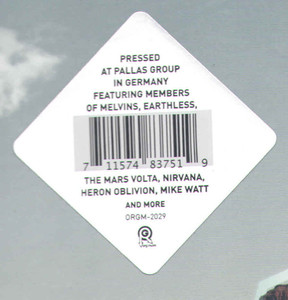 PRESSED
AT PALLAS GROUP
IN GERMANY
FEATURING MEMBERS
OF MELVINS, EARTHLESS,
7 11574 83751 9
THE MARS VOLTA, NIRVANA,
HERON OBLIVION, MIKE WATT
AND MORE
ORGM-2029